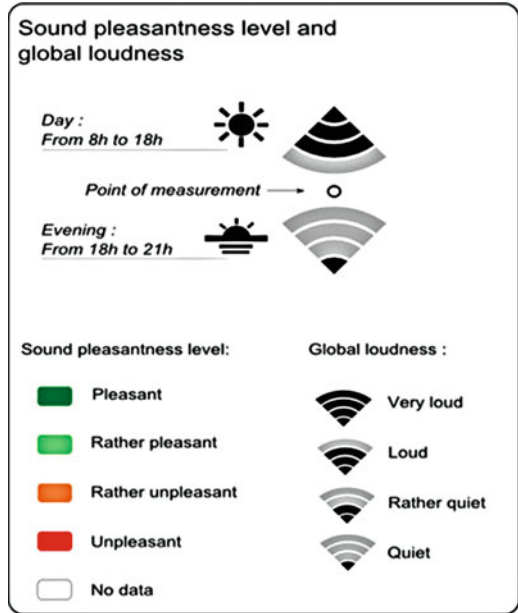 Sound pleasantness level and
global loudness
Day :
From 8h to 18h
Point of measurement
Evening :
From 18h to 21h
Sound pleasantness level:
Pleasant
Rather pleasant
Rather unpleasant
Unpleasant
No data
Global loudness :
Very loud
Loud
Rather quiet
Quiet